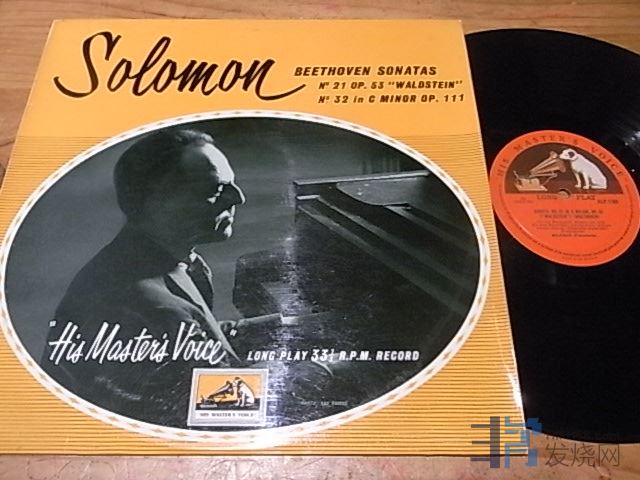 Solomon
BEETHOVEN SONATAS
Nº 21 OP. 53 "WALDSTEIN"
Nº 32 in C MINOR OP. 111
"His Master's Voice"
LONG PLAY 33⅓ R.P.M. RECORD
"HIS MASTER'S VOICE"
HIS MASTER'S VOICE
LONG PLAY
发烧网